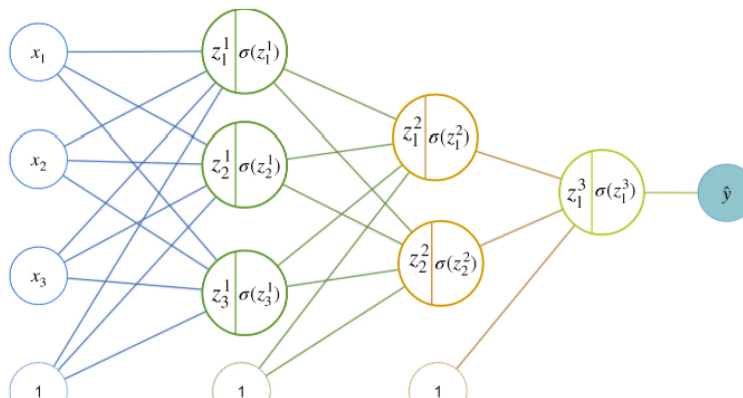 x₁
x₂
x₃
1
z₁¹ σ(z₁¹)
z₂¹ σ(z₂¹)
z₃¹ σ(z₃¹)
1
z₁² σ(z₁²)
z₂² σ(z₂²)
1
z₁³ σ(z₁³)
ŷ